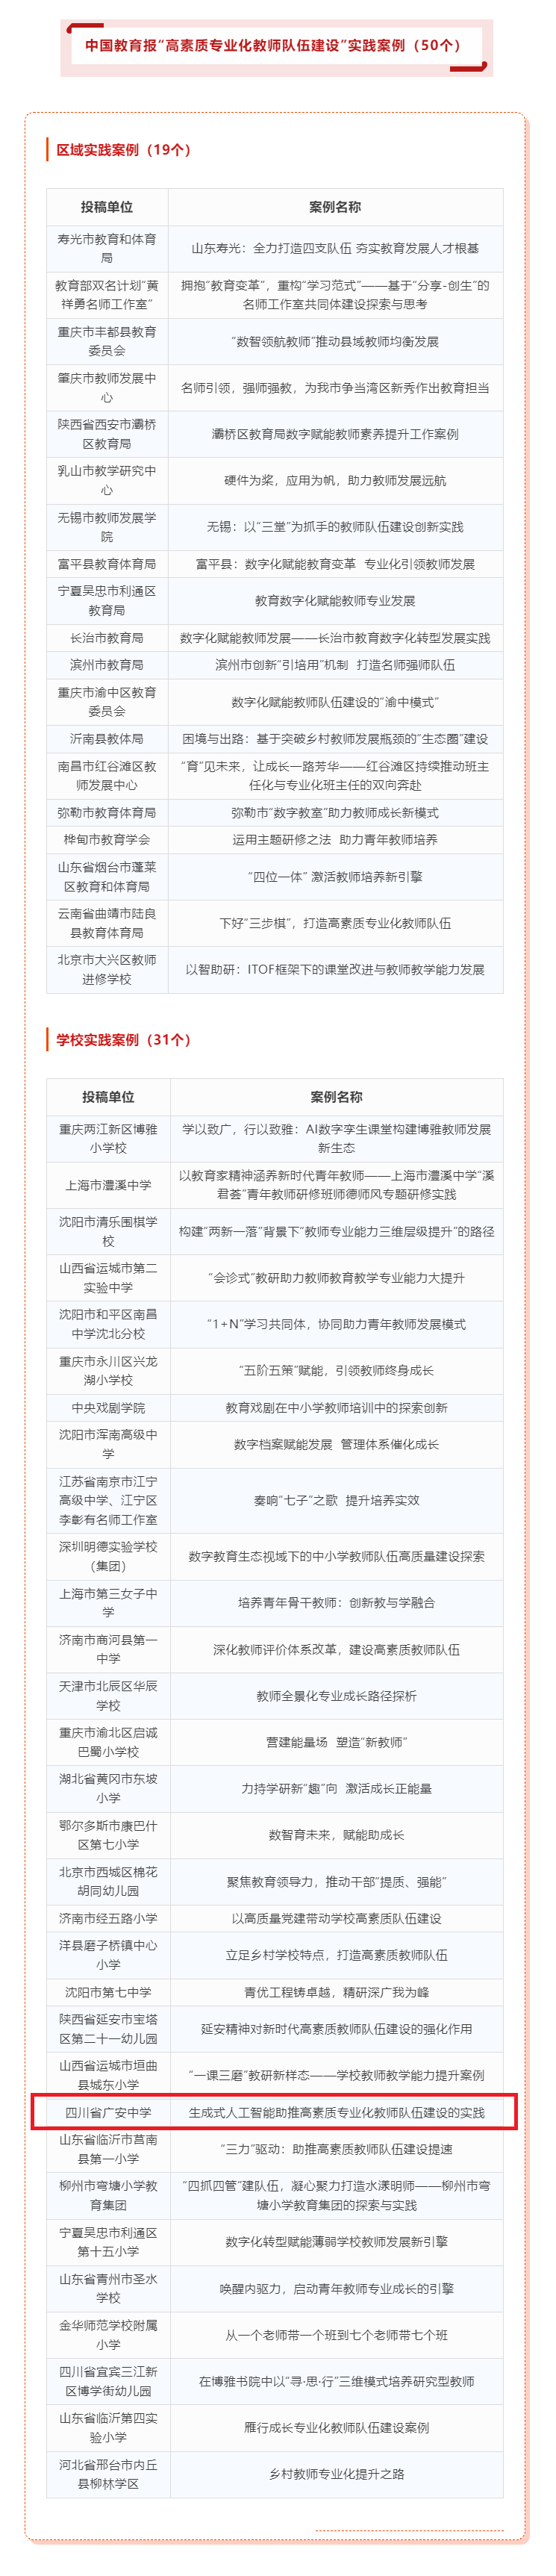 中国教育报“高素质专业化教师队伍建设”实践案例（50个）
区域实践案例（19个）
投稿单位 案例名称
寿光市教育和体育
局
山东寿光：全力打造四支队伍 夯实教育发展人才根基
教育部双名计划“黄
祥勇名师工作室”
拥抱“教育变革”，重构“学习范式”——基于“分享-创生”的
名师工作室共同体建设探索与思考
重庆市丰都县教育
委员会
“数智领航教师”推动县域教师均衡发展
肇庆市教师发展中
心
名师引领，强师强教，为我市争当湾区新秀作出教育担当
陕西省西安市灞桥
区教育局
灞桥区教育局数字赋能教师素养提升工作案例
乳山市教学研究中
心
硬件为桨，应用为帆，助力教师发展远航
无锡市教师发展学
院
无锡：以“三堂”为抓手的教师队伍建设创新实践
富平县教育体育局 富平县：数字化赋能教育变革 专业化引领教师发展
宁夏吴忠市利通区
教育局
教育数字化赋能教师专业发展
长治市教育局 数字化赋能教师发展——长治市教育数字化转型发展实践
滨州市教育局 滨州市创新“引培用”机制 打造名师强师队伍
重庆市渝中区教育
委员会
数字化赋能教师队伍建设的“渝中模式”
沂南县教体局 困境与出路：基于突破乡村教师发展瓶颈的“生态圈”建设
南昌市红谷滩区教
师发展中心
“育”见未来，让成长一路芳华——红谷滩区持续推动班主
任化与专业化班主任的双向奔赴
弥勒市教育体育局 弥勒市“数字教室”助力教师成长新模式
桦甸市教育学会 运用主题研修之法 助力青年教师培养
山东省烟台市蓬莱
区教育和体育局
“四位一体” 激活教师培养新引擎
云南省曲靖市陆良
县教育体育局
下好“三步棋”，打造高素质专业化教师队伍
北京市大兴区教师
进修学校
以智助研：ITOF框架下的课堂改进与教师教学能力发展
学校实践案例（31个）
投稿单位 案例名称
重庆两江新区博雅
小学校
学以致广，行以致雅：AI数字孪生课堂构建博雅教师发展
新生态
上海市澧溪中学
以教育家精神涵养新时代青年教师——上海市澧溪中学“溪
君荟”青年教师研修班师德师风专题研修实践
沈阳市清乐围棋学
校
构建“两新一落”背景下“教师专业能力三维层级提升”的路径
山西省运城市第二
实验中学
“会诊式”教研助力教师教育教学专业能力大提升
沈阳市和平区南昌
中学沈北分校
“1+N”学习共同体，协同助力青年教师发展模式
重庆市永川区兴龙
湖小学校
“五阶五策”赋能，引领教师终身成长
中央戏剧学院 教育戏剧在中小学教师培训中的探索创新
沈阳市浑南高级中
学
数字档案赋能发展 管理体系催化成长
江苏省南京市江宁
高级中学、江宁区
李彰有名师工作室
奏响“七子”之歌 提升培养实效
深圳明德实验学校
（集团）
数字教育生态视域下的中小学教师队伍高质量建设探索
上海市第三女子中
学
培养青年骨干教师：创新教与学融合
济南市商河县第一
中学
深化教师评价体系改革，建设高素质教师队伍
天津市北辰区华辰
学校
教师全景化专业成长路径探析
重庆市渝北区启诚
巴蜀小学校
营建能量场 塑造“新教师”
湖北省黄冈市东坡
小学
力持学研新“趣”向 激活成长正能量
鄂尔多斯市康巴什
区第七小学
数智育未来，赋能助成长
北京市西城区棉花
胡同幼儿园
聚焦教育领导力，推动干部“提质、强能”
济南市经五路小学 以高质量党建带动学校高素质队伍建设
洋县磨子桥镇中心
小学
立足乡村学校特点，打造高素质教师队伍
沈阳市第七中学 青优工程铸卓越，精研深广我为峰
陕西省延安市宝塔
区第二十一幼儿园
延安精神对新时代高素质教师队伍建设的强化作用
山西省运城市垣曲
县城东小学
“一课三磨”教研新样态——学校教师教学能力提升案例
四川省广安中学 生成式人工智能助推高素质专业化教师队伍建设的实践
山东省临沂市莒南
县第一小学
“三力”驱动：助推高素质教师队伍建设提速
柳州市弯塘小学教
育集团
“四抓四管”建队伍，凝心聚力打造水漾明师——柳州市弯
塘小学教育集团的探索与实践
宁夏吴忠市利通区
第十五小学
数字化转型赋能薄弱学校教师发展新引擎
山东省青州市圣水
学校
唤醒内驱力，启动青年教师专业成长的引擎
金华师范学校附属
小学
从一个老师带一个班到七个老师带七个班
四川省宜宾三江新
区博学街幼儿园
在博雅书院中以“寻·思·行”三维模式培养研究型教师
山东省临沂第四实
验小学
雁行成长专业化教师队伍建设案例
河北省邢台市内丘
县柳林学区
乡村教师专业化提升之路